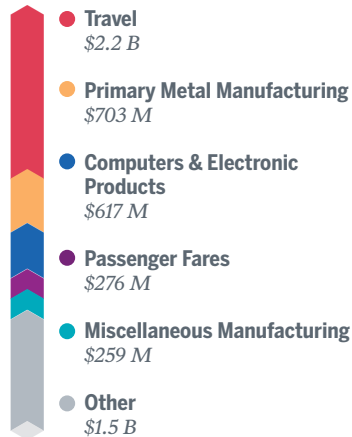 Travel
$2.2 B
Primary Metal Manufacturing
$703 M
Computers & Electronic
Products
$617 M
Passenger Fares
$276 M
Miscellaneous Manufacturing
$259 M
Other
$1.5 B